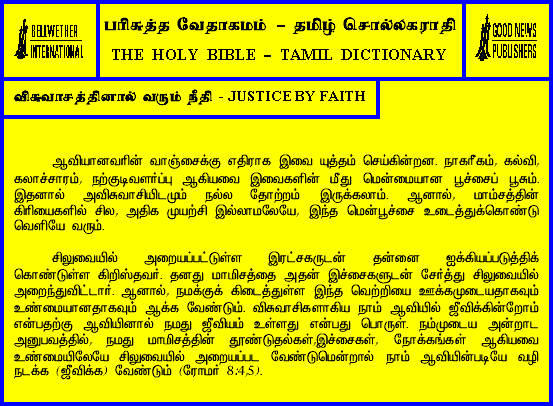 BELLWETHER
INTERNATIONAL
பரிசுத்த வேதாகமம் – தமிழ் சொல்லகராதி
THE HOLY BIBLE – TAMIL DICTIONARY
GOOD NEWS
PUBLISHERS
விசுவாசத்தினால் வரும் நீதி - JUSTICE BY FAITH
ஆவியானவரின் வாஞ்சைக்கு எதிராக இவை யுத்தம் செய்கின்றன. நாகரீகம், கல்வி,
கலாச்சாரம், நற்குடிவளர்ப்பு ஆகியவை இவைகளின் மீது மென்மையான பூச்சைப் பூசும்.
இதனால் அவிசுவாசியிடமும் நல்ல தோற்றம் இருக்கலாம். ஆனால், மாம்சத்தின்
கிரியைகளில் சில, அதிக முயற்சி இல்லாமலேயே, இந்த மென்பூச்சை உடைத்துக்கொண்டு
வெளியே வரும்.
சிலுவையில் அறையப்பட்டுள்ள இரட்சகருடன் தன்னை ஐக்கியப்படுத்திக்
கொண்டுள்ள கிறிஸ்தவர். தனது மாமிசத்தை அதன் இச்சைகளுடன் சேர்த்து சிலுவையில்
அறைந்துவிட்டார். ஆனால், நமக்குக் கிடைத்துள்ள இந்த வெற்றியை ஊக்கமுடையதாகவும்
உண்மையானதாகவும் ஆக்க வேண்டும். விசுவாசிகளாகிய நாம் ஆவியில் ஜீவிக்கின்றோம்
என்பதற்கு ஆவியினால் நமது ஜீவியம் உள்ளது என்பது பொருள். நம்முடைய அன்றாட
அனுபவத்தில், நமது மாமிசத்தின் தூண்டுதல்கள்,இச்சைகள், நோக்கங்கள் ஆகியவை
உண்மையிலேயே சிலுவையில் அறையப்பட வேண்டுமென்றால் நாம் ஆவியின்படியே வழி
நடக்க (ஜீவிக்க) வேண்டும் (ரோமர் 8:4,5).